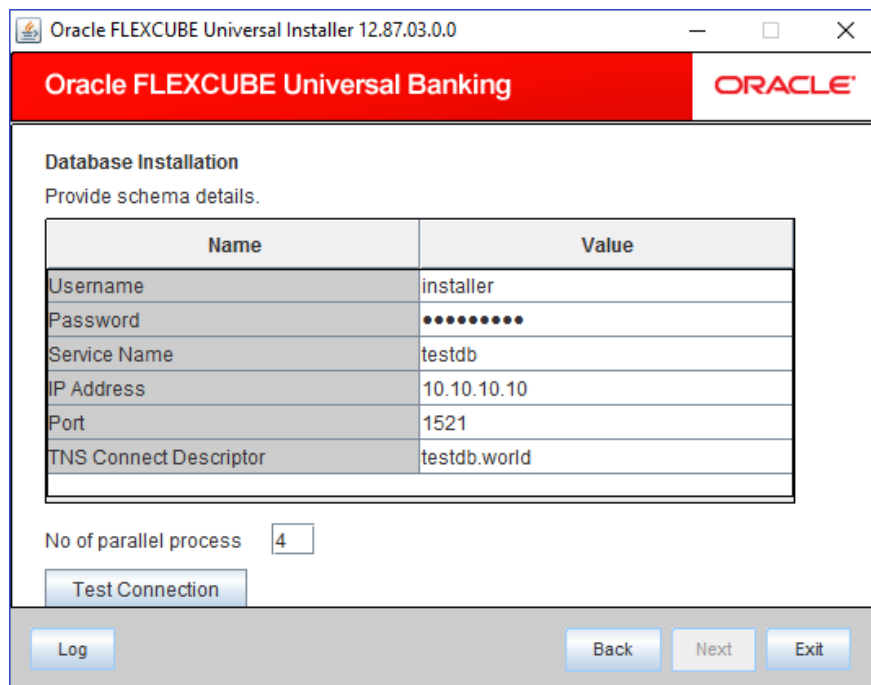 Oracle FLEXCUBE Universal Installer 12.87.03.0.0
Oracle FLEXCUBE Universal Banking
ORACLE
Database Installation
Provide schema details.
Name Value
Username installer
Password •••••••••
Service Name testdb
IP Address 10.10.10.10
Port 1521
TNS Connect Descriptor testdb.world
No of parallel process 4
Test Connection
Log Back Next Exit